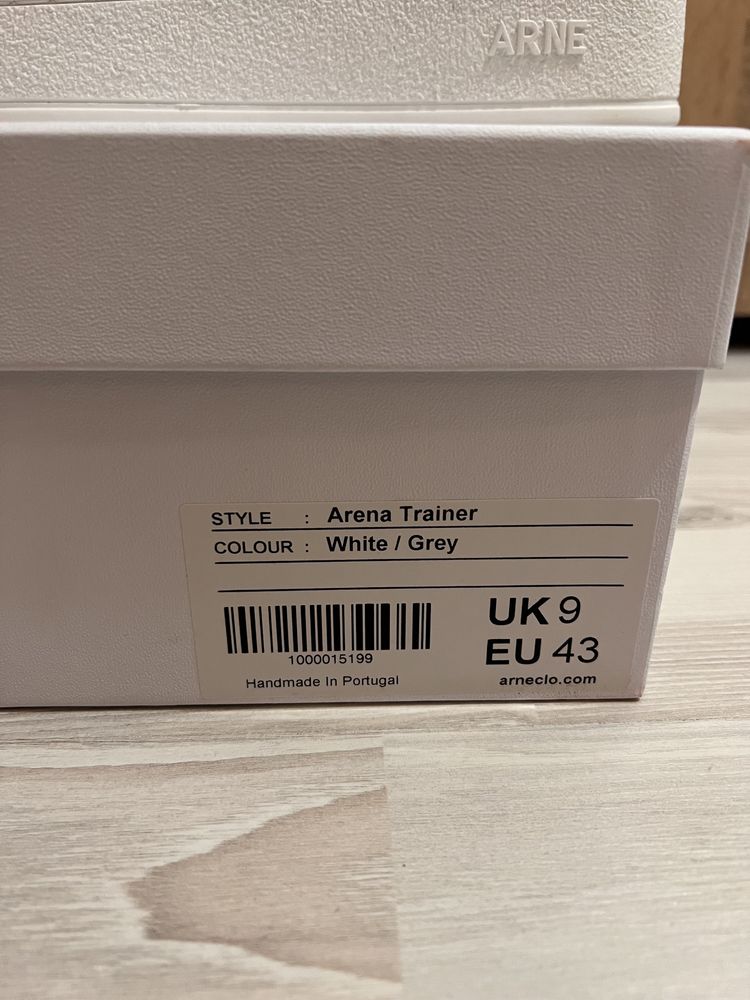 ARNE
STYLE : Arena Trainer
COLOUR : White / Grey
UK 9
EU 43
1000015199
Handmade In Portugal
arneclo.com